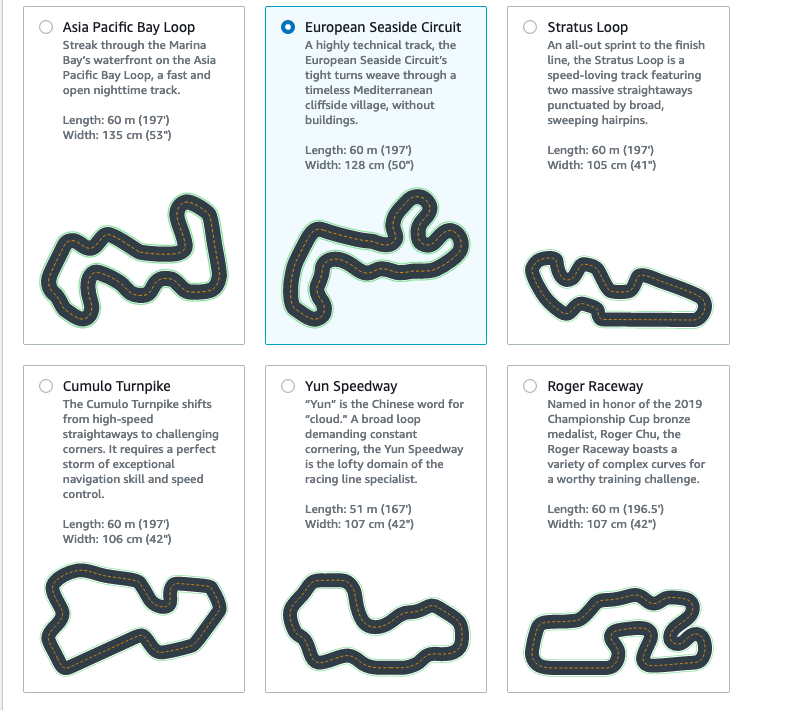 Asia Pacific Bay Loop
Streak through the Marina
Bay's waterfront on the Asia
Pacific Bay Loop, a fast and
open nighttime track.
Length: 60 m (197')
Width: 135 cm (53")
European Seaside Circuit
A highly technical track, the
European Seaside Circuit's
tight turns weave through a
timeless Mediterranean
cliffside village, without
buildings.
Length: 60 m (197')
Width: 128 cm (50")
Stratus Loop
An all-out sprint to the finish
line, the Stratus Loop is a
speed-loving track featuring
two massive straightaways
punctuated by broad,
sweeping hairpins.
Length: 60 m (197')
Width: 105 cm (41")
Cumulo Turnpike
The Cumulo Turnpike shifts
from high-speed
straightaways to challenging
corners. It requires a perfect
storm of exceptional
navigation skill and speed
control.
Length: 60 m (197')
Width: 106 cm (42")
Yun Speedway
"Yun" is the Chinese word for
"cloud." A broad loop
demanding constant
cornering, the Yun Speedway
is the lofty domain of the
racing line specialist.
Length: 51 m (167')
Width: 107 cm (42")
Roger Raceway
Named in honor of the 2019
Championship Cup bronze
medalist, Roger Chu, the
Roger Raceway boasts a
variety of complex curves for
a worthy training challenge.
Length: 60 m (196.5')
Width: 107 cm (42")